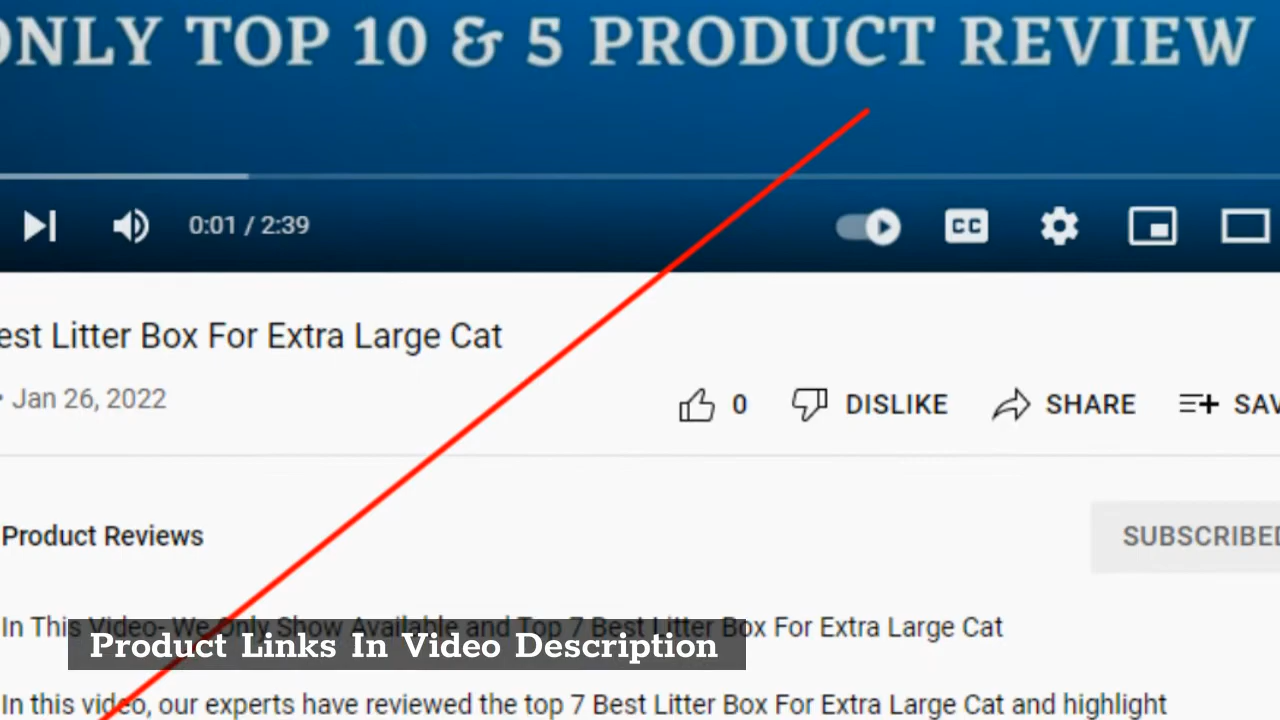 ONLY TOP 10 & 5 PRODUCT REVIEW
0:01 / 2:39
CC
est Litter Box For Extra Large Cat
• Jan 26, 2022
0 DISLIKE SHARE SAV
Product Reviews
SUBSCRIBED
In This Video- We Only Show Available and Top 7 Best Litter Box For Extra Large Cat
Product Links In Video Description
In this video, our experts have reviewed the top 7 Best Litter Box For Extra Large Cat and highlight